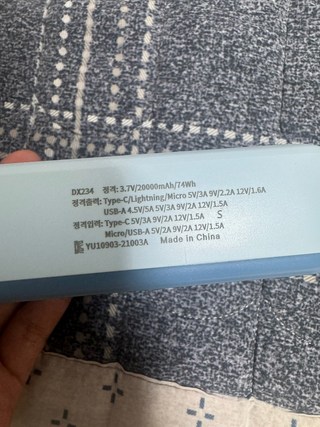 DX234 정격: 3.7V/20000mAh/74Wh
정격출력: Type-C/Lightning/Micro 5V/3A 9V/2.2A 12V/1.6A
USB-A 4.5V/5A 5V/3A 9V/2A 12V/1.5A
정격입력: Type-C 5V/3A 9V/2A 12V/1.5A S
Micro/USB-A 5V/2A 9V/2A 12V/1.5A
YU10903-21003A Made in China